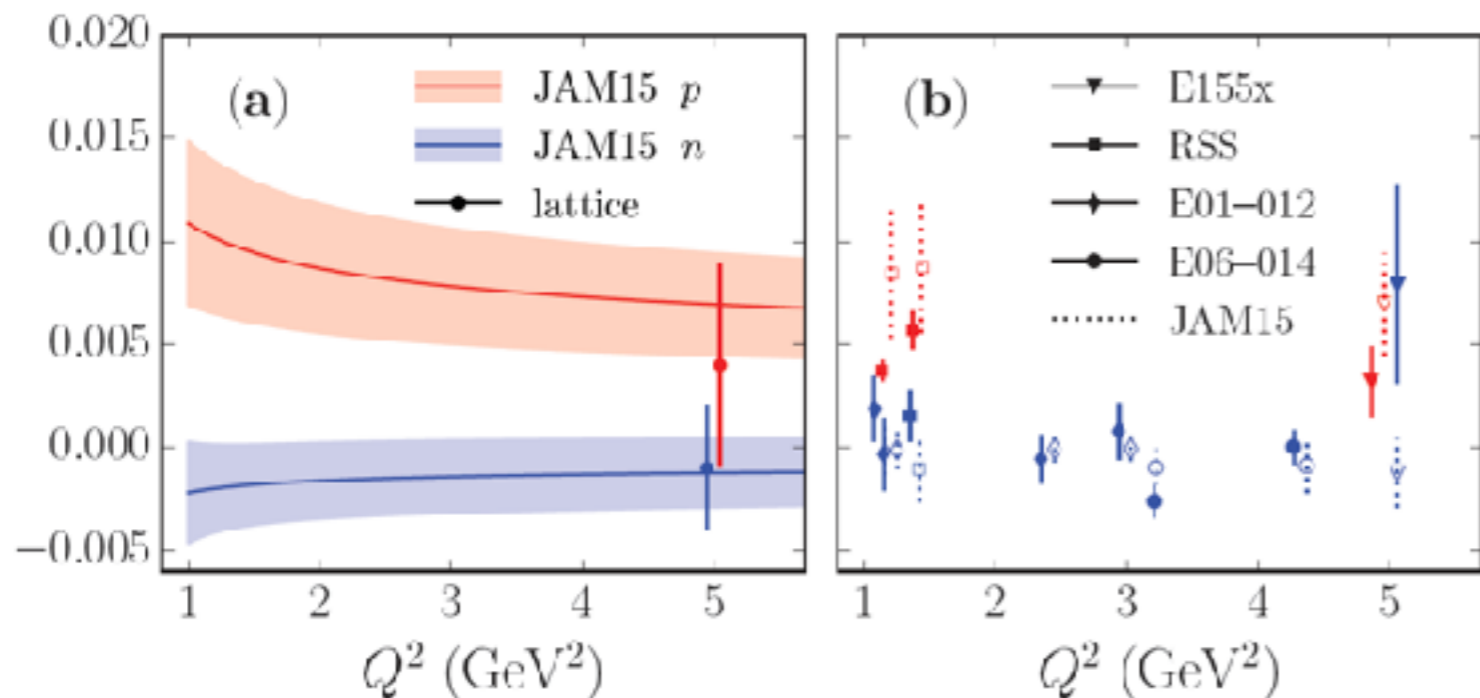 0.020
0.015
0.010
0.005
0.000
−0.005
(a)
JAM15 p
JAM15 n
lattice
1 2 3 4 5
Q² (GeV²)
(b)
E155x
RSS
E01–012
E06–014
JAM15
1 2 3 4 5
Q² (GeV²)